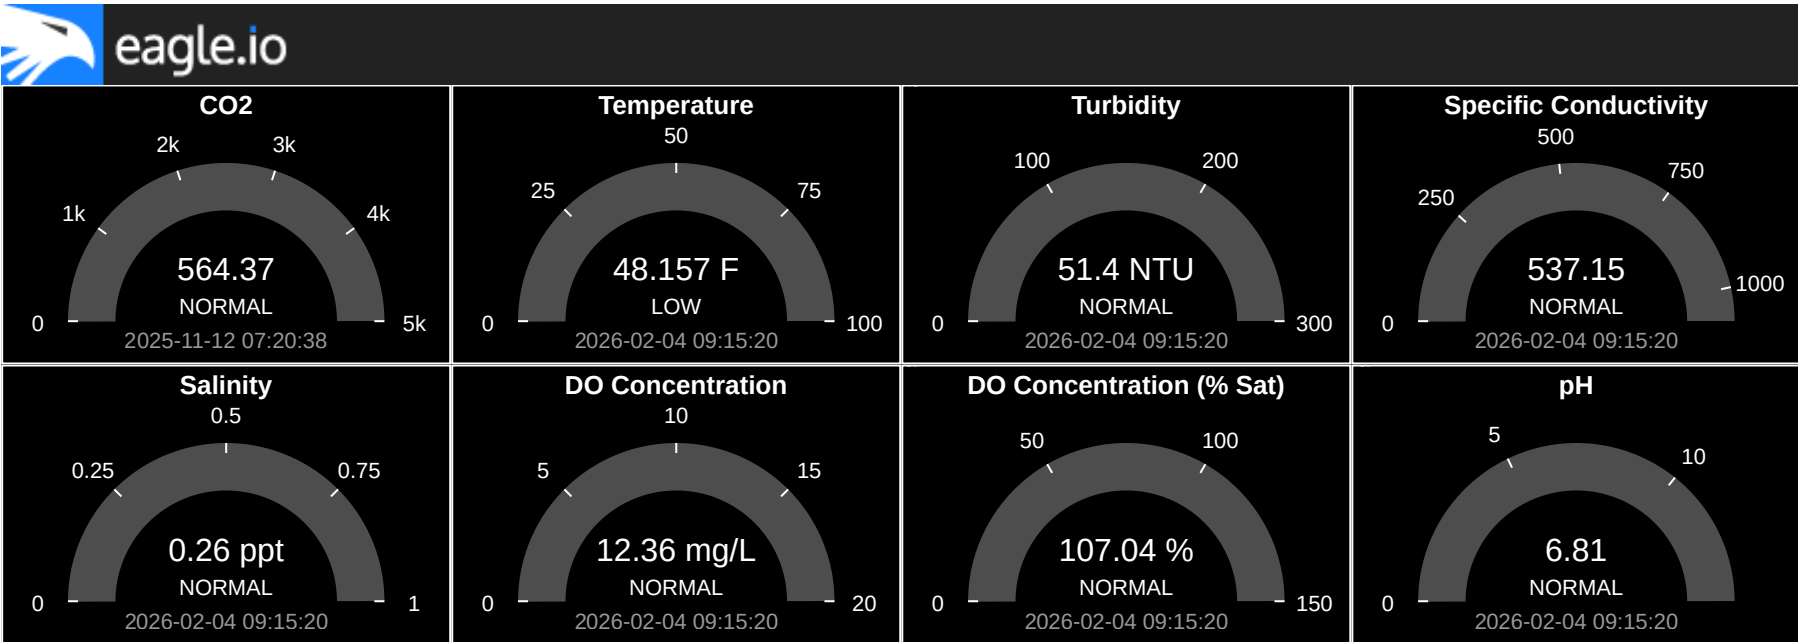 eagle.io
CO2
2k
3k
1k
4k
564.37
NORMAL
0
5k
2025-11-12 07:20:38
Temperature
50
25
75
48.157 F
LOW
0
100
2026-02-04 09:15:20
Turbidity
100
200
51.4 NTU
NORMAL
0
300
2026-02-04 09:15:20
Specific Conductivity
500
750
250
537.15
1000
NORMAL
0
2026-02-04 09:15:20
Salinity
0.5
0.25
0.75
0.26 ppt
NORMAL
0
1
2026-02-04 09:15:20
DO Concentration
10
5
15
12.36 mg/L
NORMAL
0
20
2026-02-04 09:15:20
DO Concentration (% Sat)
50
100
107.04 %
NORMAL
0
150
2026-02-04 09:15:20
pH
5
10
6.81
NORMAL
0
2026-02-04 09:15:20